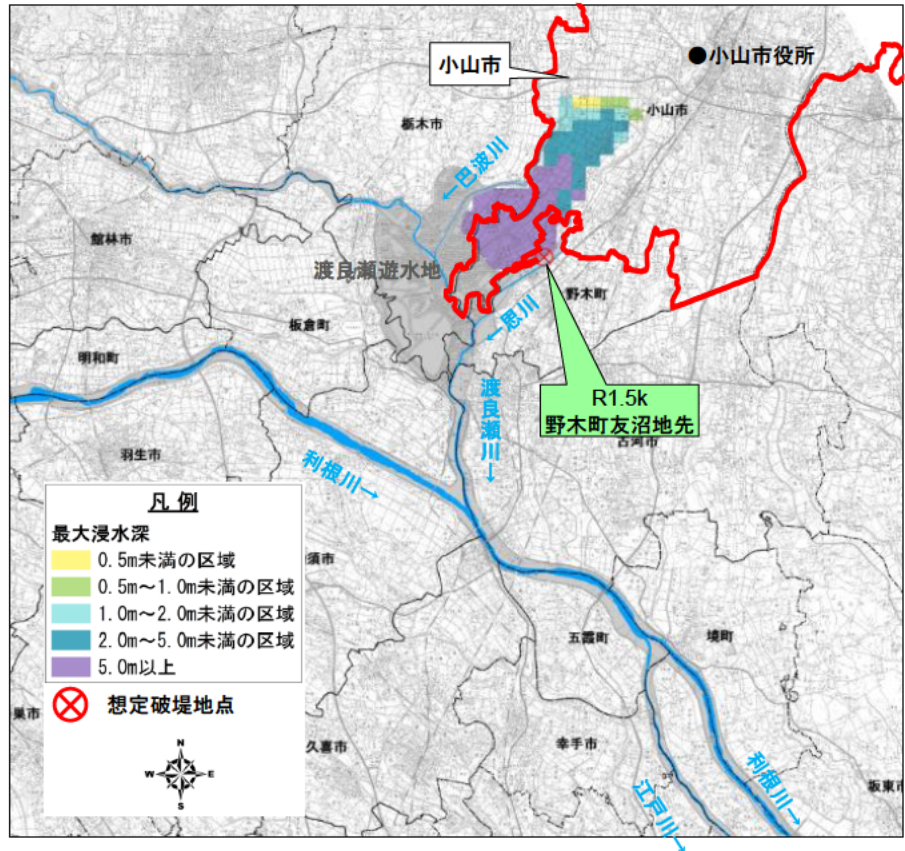 小山市
●小山市役所
小山市
栃木市
←巴波川
館林市
渡良瀬遊水地
野木町
←思川
板倉町
明和町
渡良瀬川→
R1.5k
野木町友沼地先
古河市
羽生市
利根川→
凡例
最大浸水深
0.5m未満の区域
0.5m～1.0m未満の区域
1.0m～2.0m未満の区域
2.0m～5.0m未満の区域
5.0m以上
想定破堤地点
須市
五霞町
境町
巣市
久喜市
幸手市
N
W
E
S
江戸川→
利根川→
坂東市